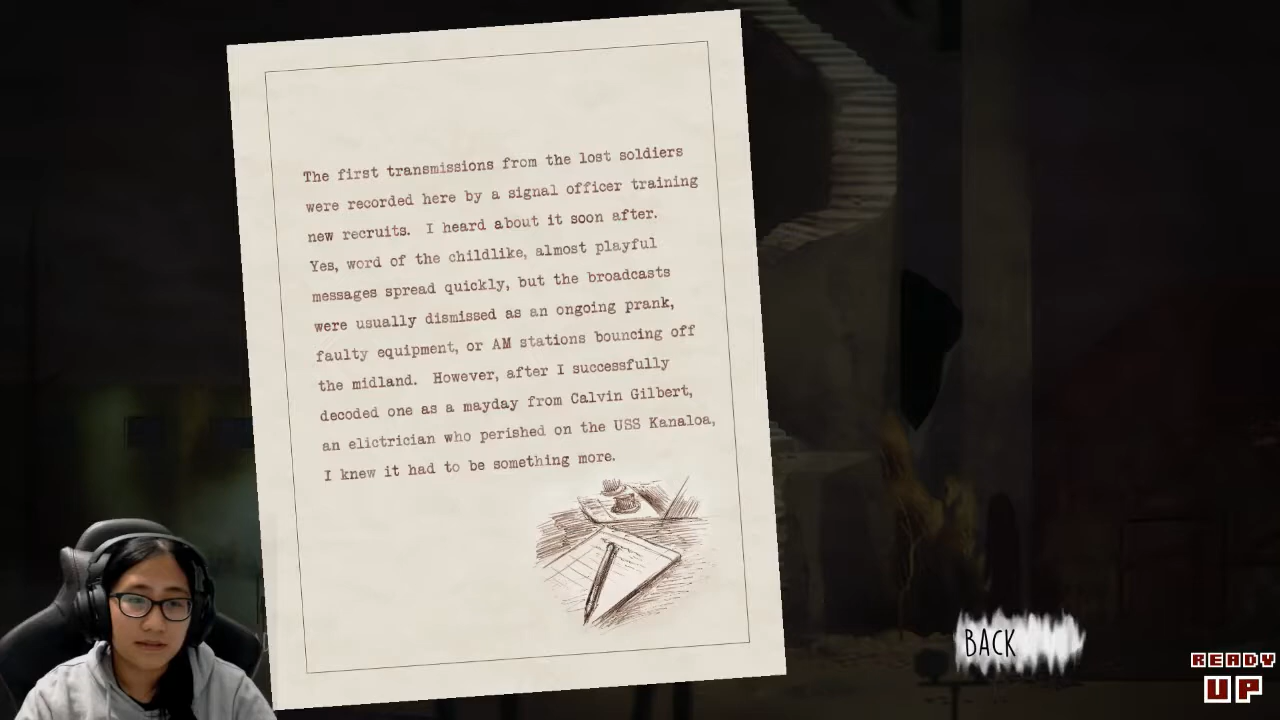 The first transmissions from the lost soldiers
were recorded here by a signal officer training
new recruits.  I heard about it soon after.
Yes, word of the childlike, almost playful
messages spread quickly, but the broadcasts
were usually dismissed as an ongoing prank,
faulty equipment, or AM stations bouncing off
the midland.  However, after I successfully
decoded one as a mayday from Calvin Gilbert,
an elictrician who perished on the USS Kanaloa,
I knew it had to be something more.
BACK
READY
UP